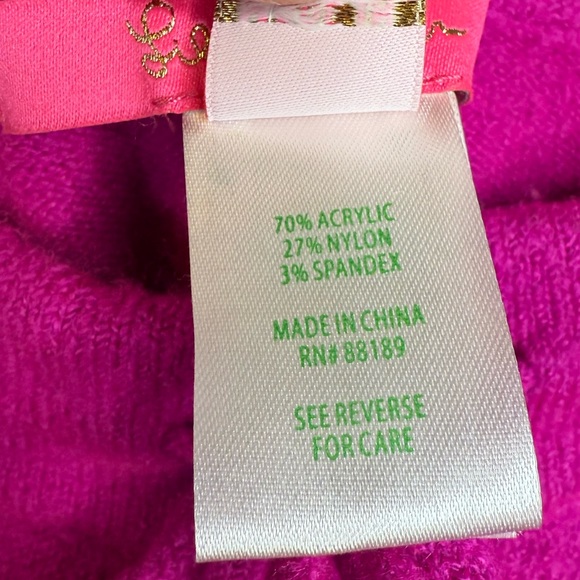 70% ACRYLIC
27% NYLON
3% SPANDEX
MADE IN CHINA
RN# 88189
SEE REVERSE
FOR CARE